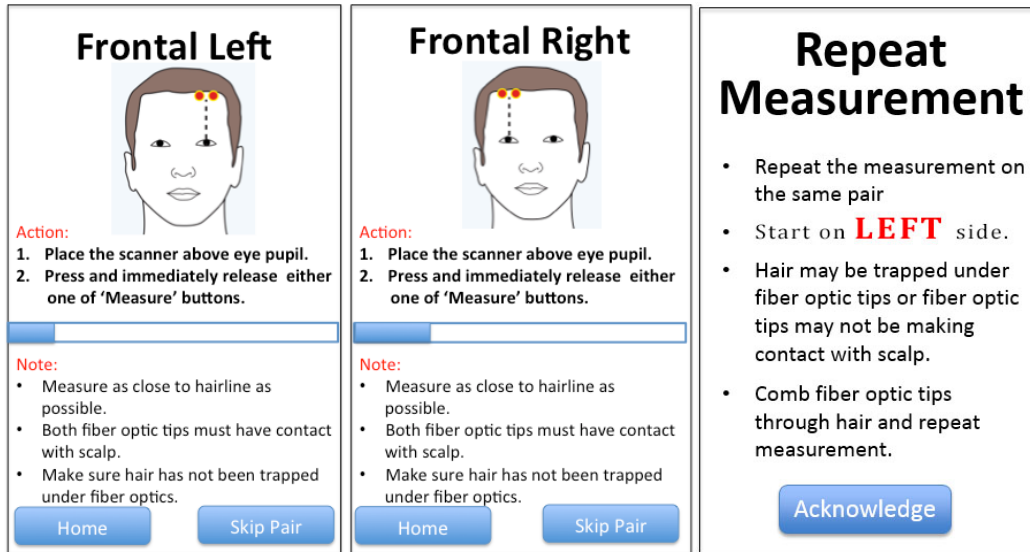 Frontal Left
Action:
1. Place the scanner above eye pupil.
2. Press and immediately release either
one of ‘Measure’ buttons.
Note:
• Measure as close to hairline as
possible.
• Both fiber optic tips must have contact
with scalp.
• Make sure hair has not been trapped
under fiber optics.
Home
Skip Pair
Frontal Right
Action:
1. Place the scanner above eye pupil.
2. Press and immediately release either
one of ‘Measure’ buttons.
Note:
• Measure as close to hairline as
possible.
• Both fiber optic tips must have contact
with scalp.
• Make sure hair has not been trapped
under fiber optics.
Home
Skip Pair
Repeat
Measurement
• Repeat the measurement on
the same pair
• Start on LEFT side.
• Hair may be trapped under
fiber optic tips or fiber optic
tips may not be making
contact with scalp.
• Comb fiber optic tips
through hair and repeat
measurement.
Acknowledge